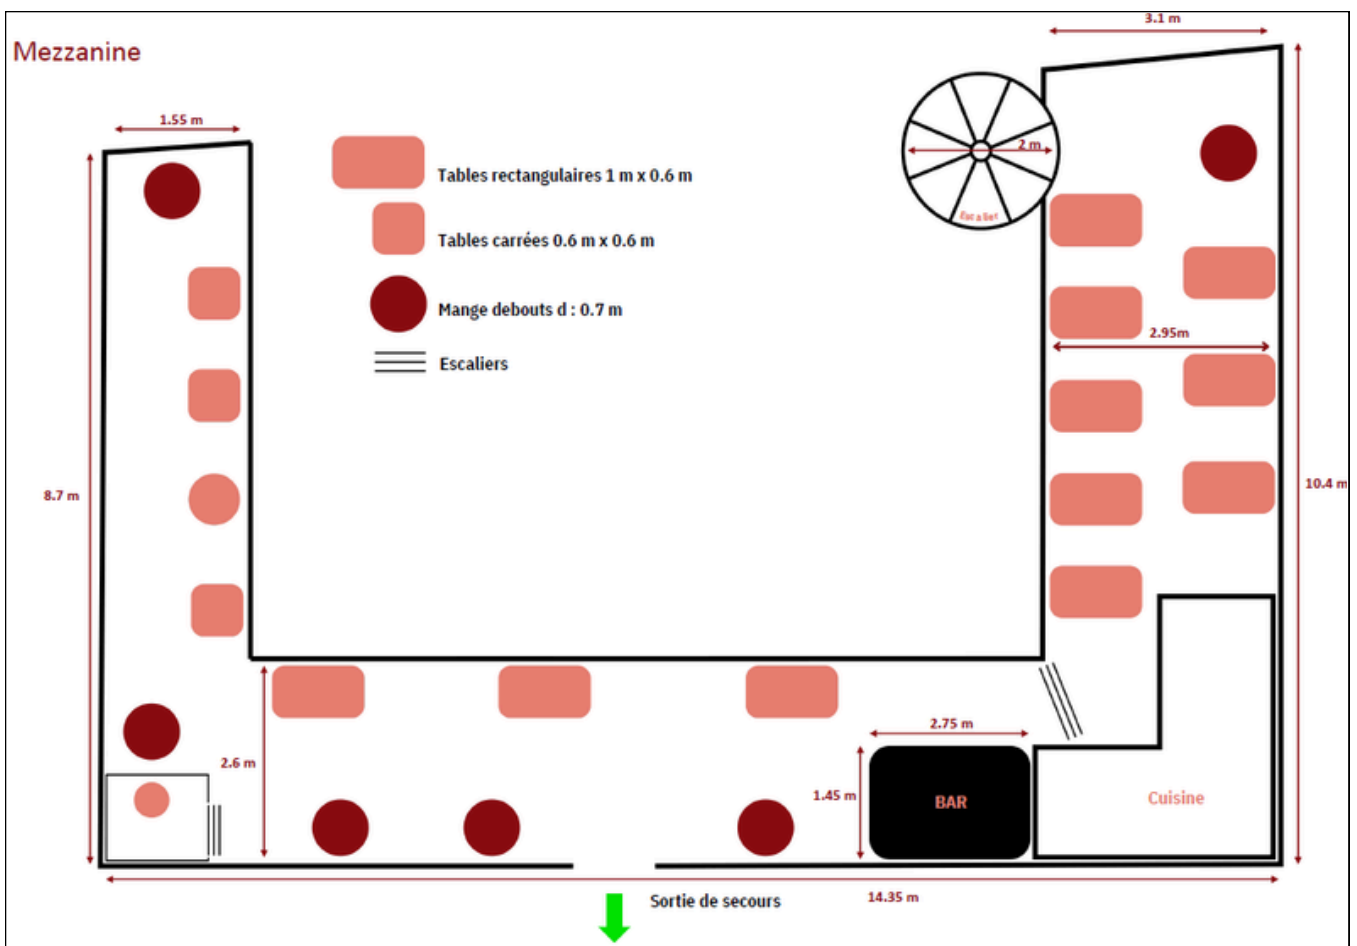 Mezzanine
3.1 m
1.55 m
2 m
Escalier
Tables rectangulaires 1 m x 0.6 m
Tables carrées 0.6 m x 0.6 m
Mange debouts d : 0.7 m
Escaliers
2.95m
8.7 m
10.4 m
2.6 m
2.75 m
1.45 m
BAR
Cuisine
Sortie de secours
14.35 m